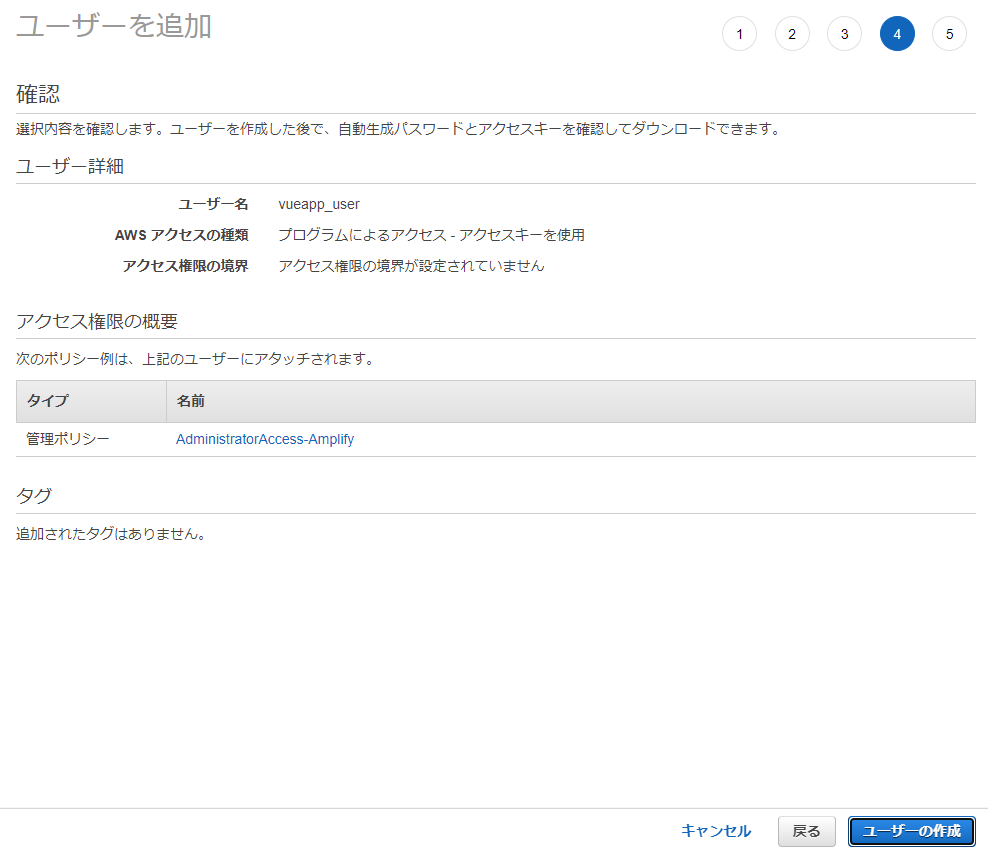 ユーザーを追加
1 2 3 4 5
確認
選択内容を確認します。ユーザーを作成した後で、自動生成パスワードとアクセスキーを確認してダウンロードできます。
ユーザー詳細
ユーザー名 vueapp_user
AWS アクセスの種類 プログラムによるアクセス - アクセスキーを使用
アクセス権限の境界 アクセス権限の境界が設定されていません
アクセス権限の概要
次のポリシー例は、上記のユーザーにアタッチされます。
タイプ 名前
管理ポリシー AdministratorAccess-Amplify
タグ
追加されたタグはありません。
キャンセル 戻る ユーザーの作成